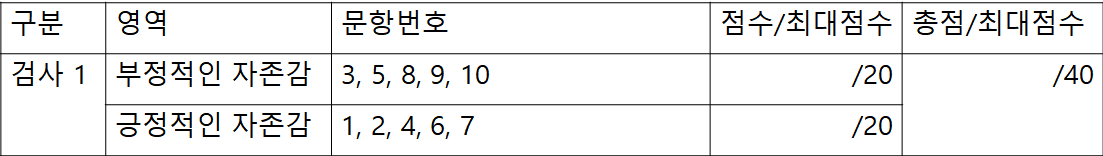 구분 영역 문항번호 점수/최대점수 총점/최대점수
검사 1 부정적인 자존감 3, 5, 8, 9, 10 /20 /40
긍정적인 자존감 1, 2, 4, 6, 7 /20